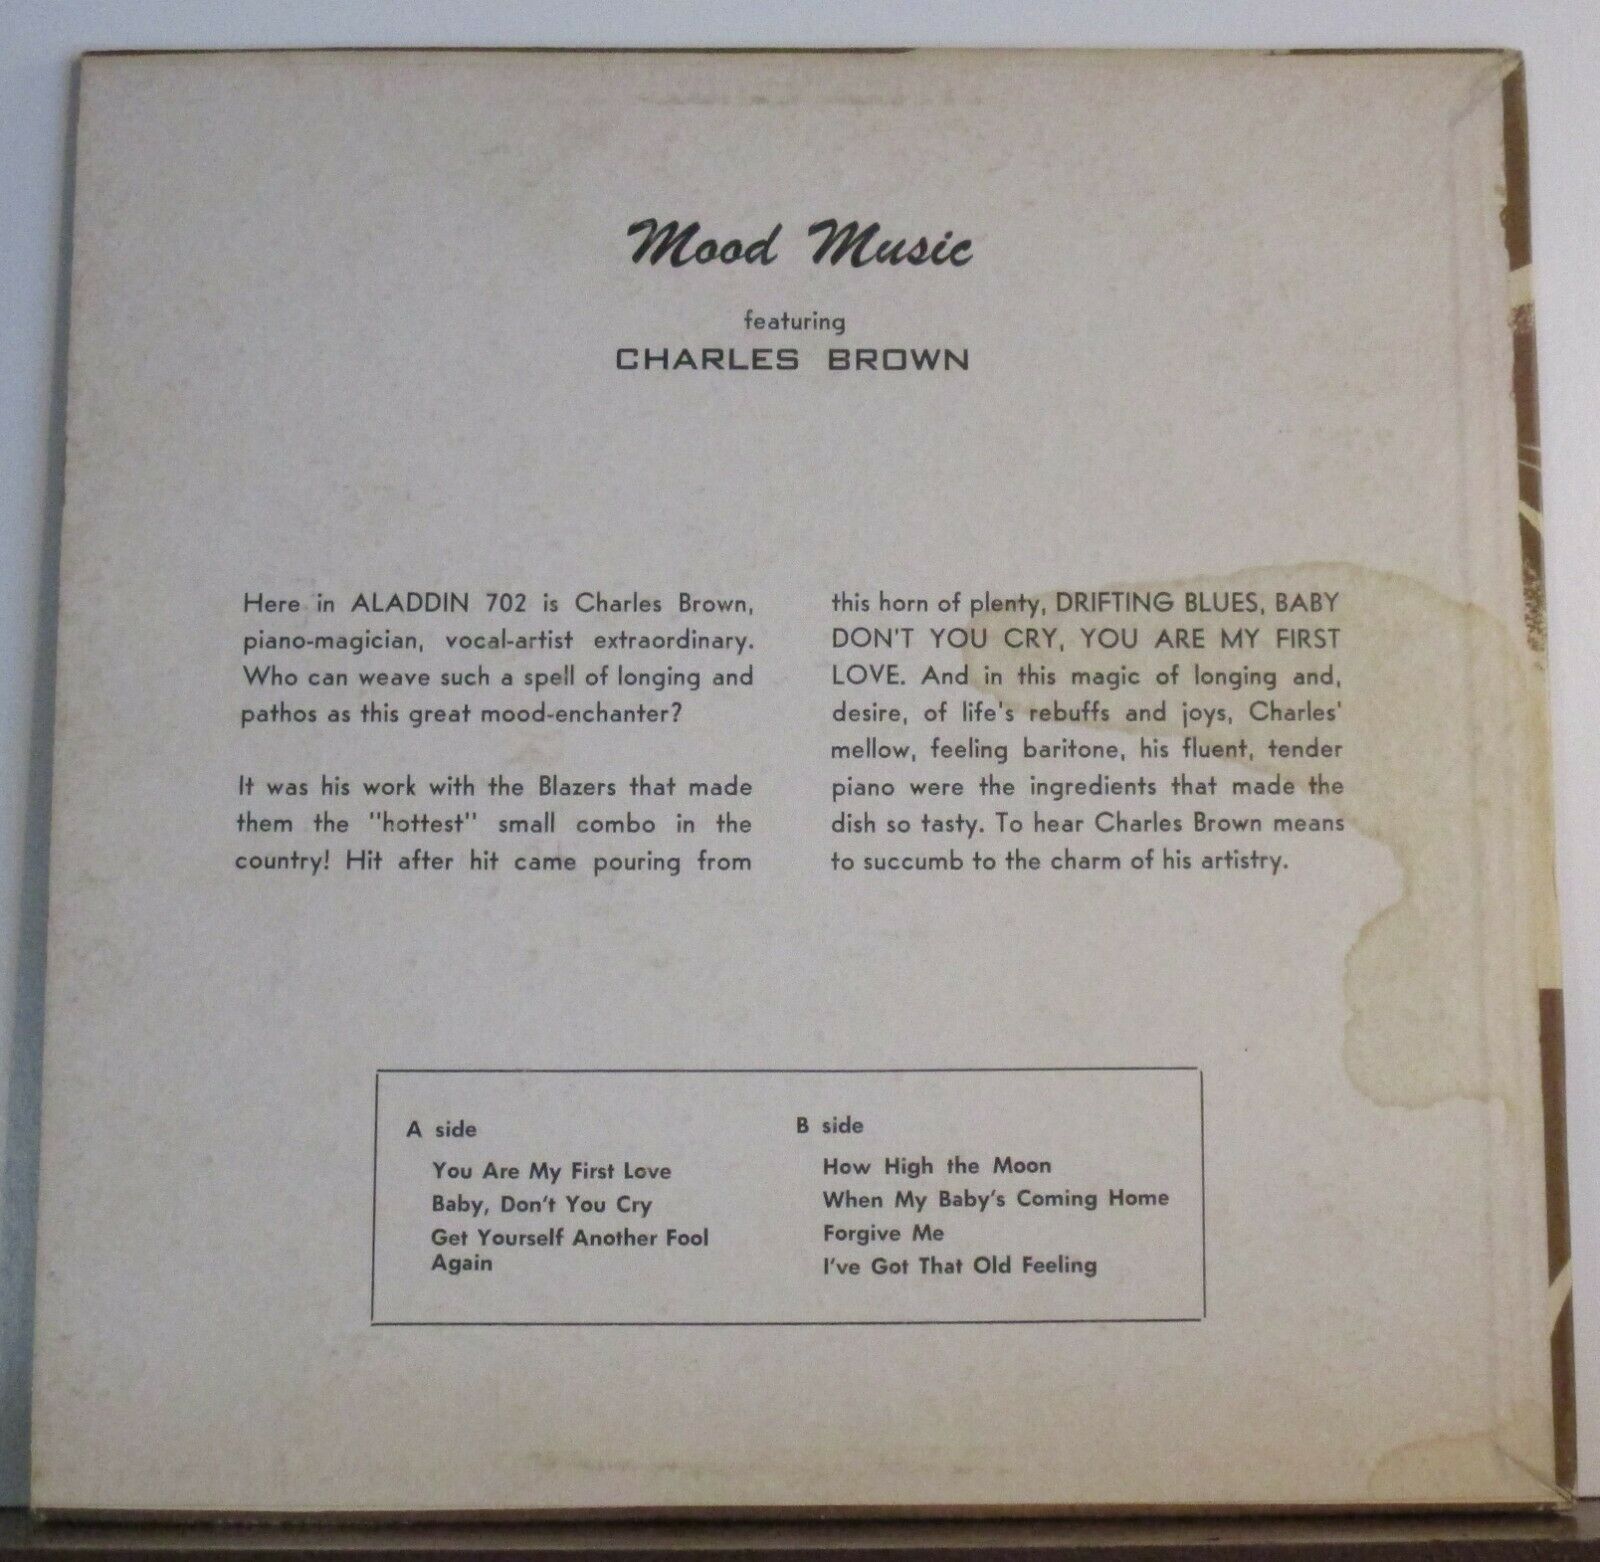 Mood Music
featuring
CHARLES BROWN
Here in ALADDIN 702 is Charles Brown,
piano-magician, vocal-artist extraordinary.
Who can weave such a spell of longing and
pathos as this great mood-enchanter?
It was his work with the Blazers that made
them the "hottest" small combo in the
country! Hit after hit came pouring from
this horn of plenty, DRIFTING BLUES, BABY
DON'T YOU CRY, YOU ARE MY FIRST
LOVE. And in this magic of longing and,
desire, of life's rebuffs and joys, Charles'
mellow, feeling baritone, his fluent, tender
piano were the ingredients that made the
dish so tasty. To hear Charles Brown means
to succumb to the charm of his artistry.
A side
You Are My First Love
Baby, Don't You Cry
Get Yourself Another Fool
Again
B side
How High the Moon
When My Baby's Coming Home
Forgive Me
I've Got That Old Feeling